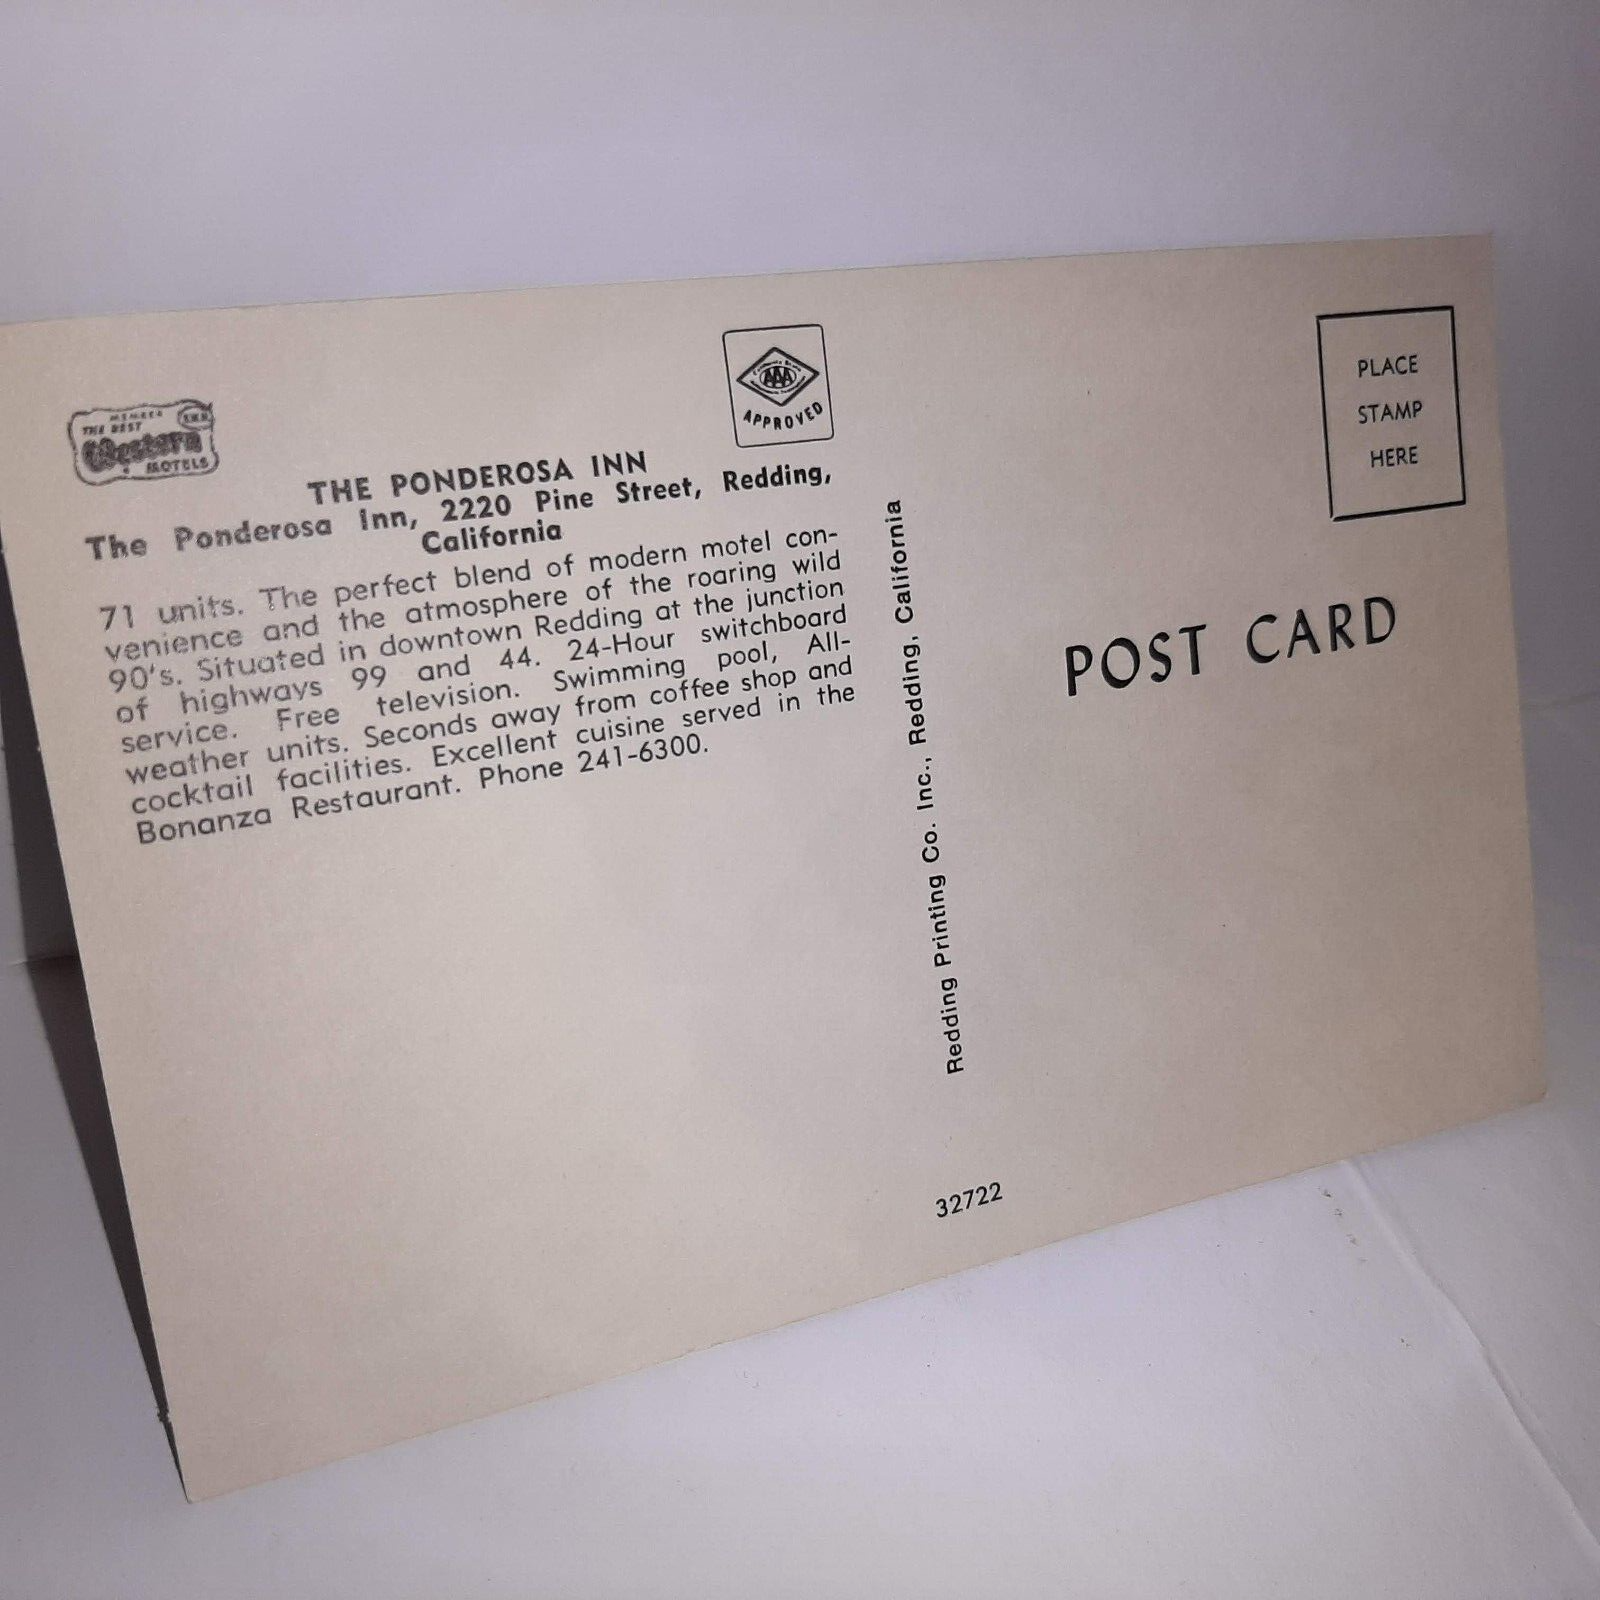 MEMBER
THE BEST
Western
MOTELS
AAA
APPROVED
THE PONDEROSA INN
The Ponderosa Inn, 2220 Pine Street, Redding,
California
71 units. The perfect blend of modern motel con-
venience and the atmosphere of the roaring wild
90's. Situated in downtown Redding at the junction
of highways 99 and 44. 24-Hour switchboard
service. Free television. Swimming pool, All-
weather units. Seconds away from coffee shop and
cocktail facilities. Excellent cuisine served in the
Bonanza Restaurant. Phone 241-6300.
Redding Printing Co. Inc., Redding, California
32722
PLACE
STAMP
HERE
POST CARD